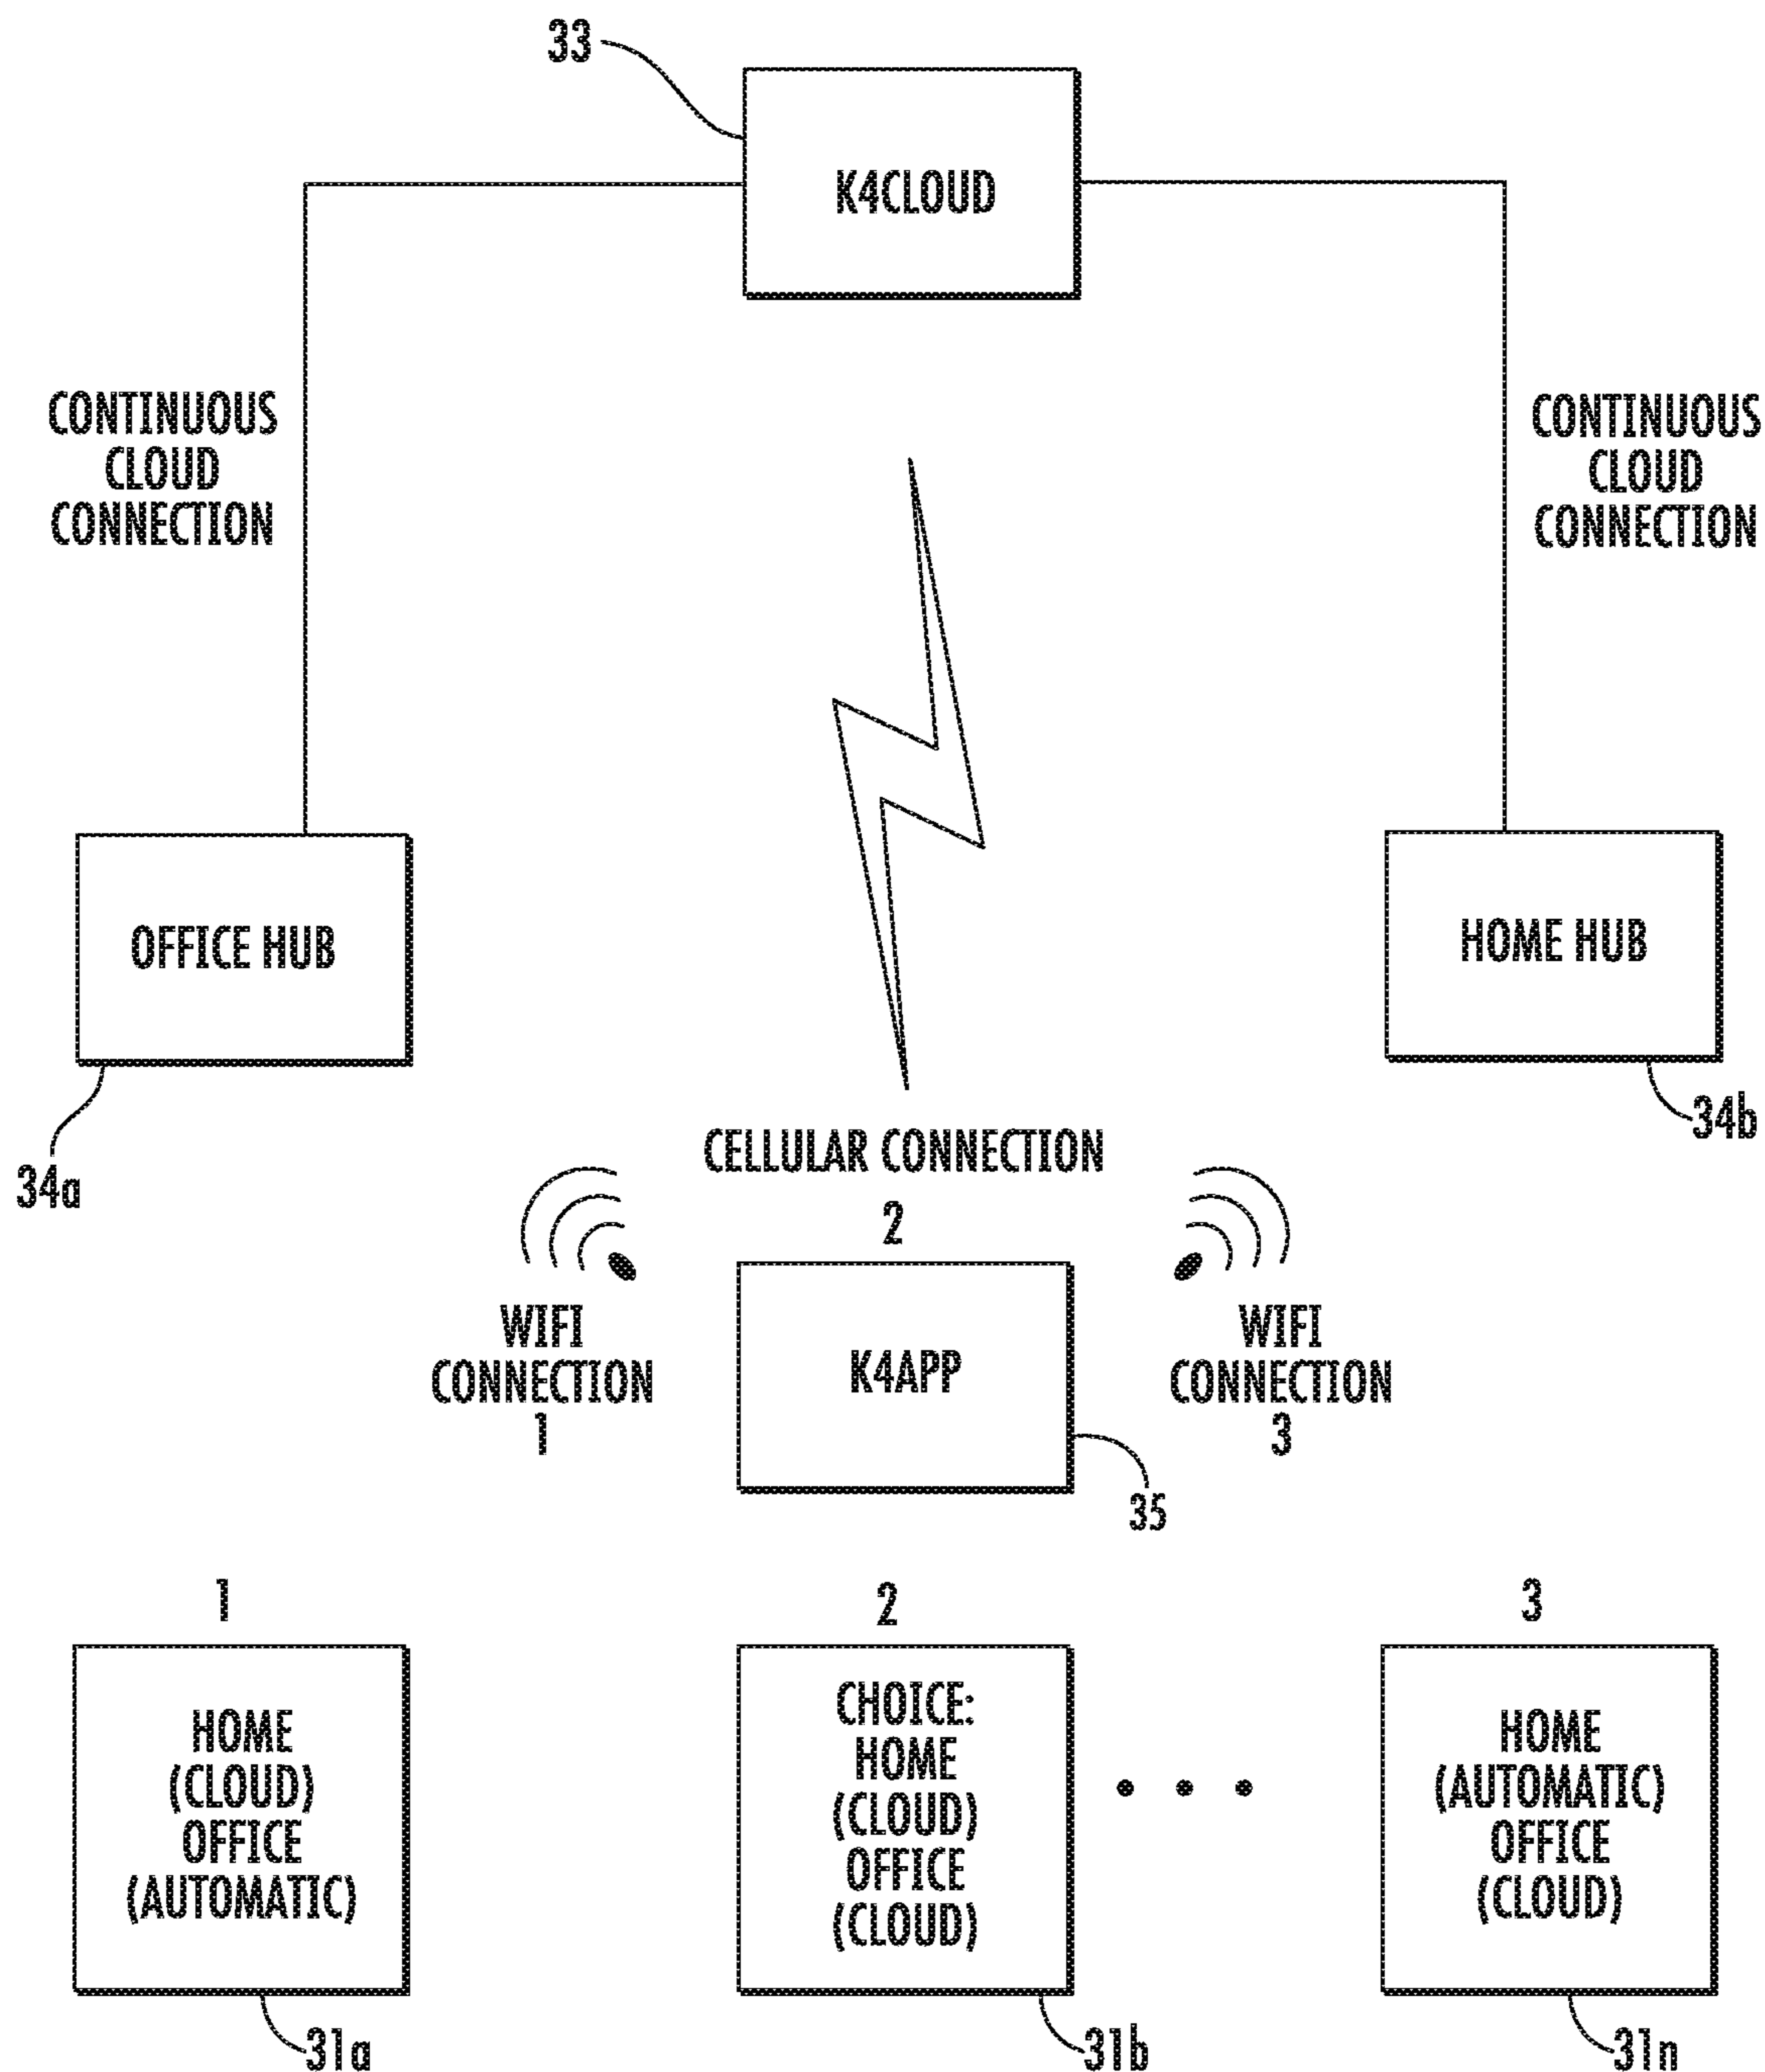 33
K4CLOUD
CONTINUOUS
CLOUD
CONNECTION
CONTINUOUS
CLOUD
CONNECTION
OFFICE HUB
HOME HUB
34a
34b
CELLULAR CONNECTION
2
WIFI
CONNECTION
1
K4APP
WIFI
CONNECTION
3
35
1
HOME
(CLOUD)
OFFICE
(AUTOMATIC)
31a
2
CHOICE:
HOME
(CLOUD)
OFFICE
(CLOUD)
31b
3
HOME
(AUTOMATIC)
OFFICE
(CLOUD)
31n